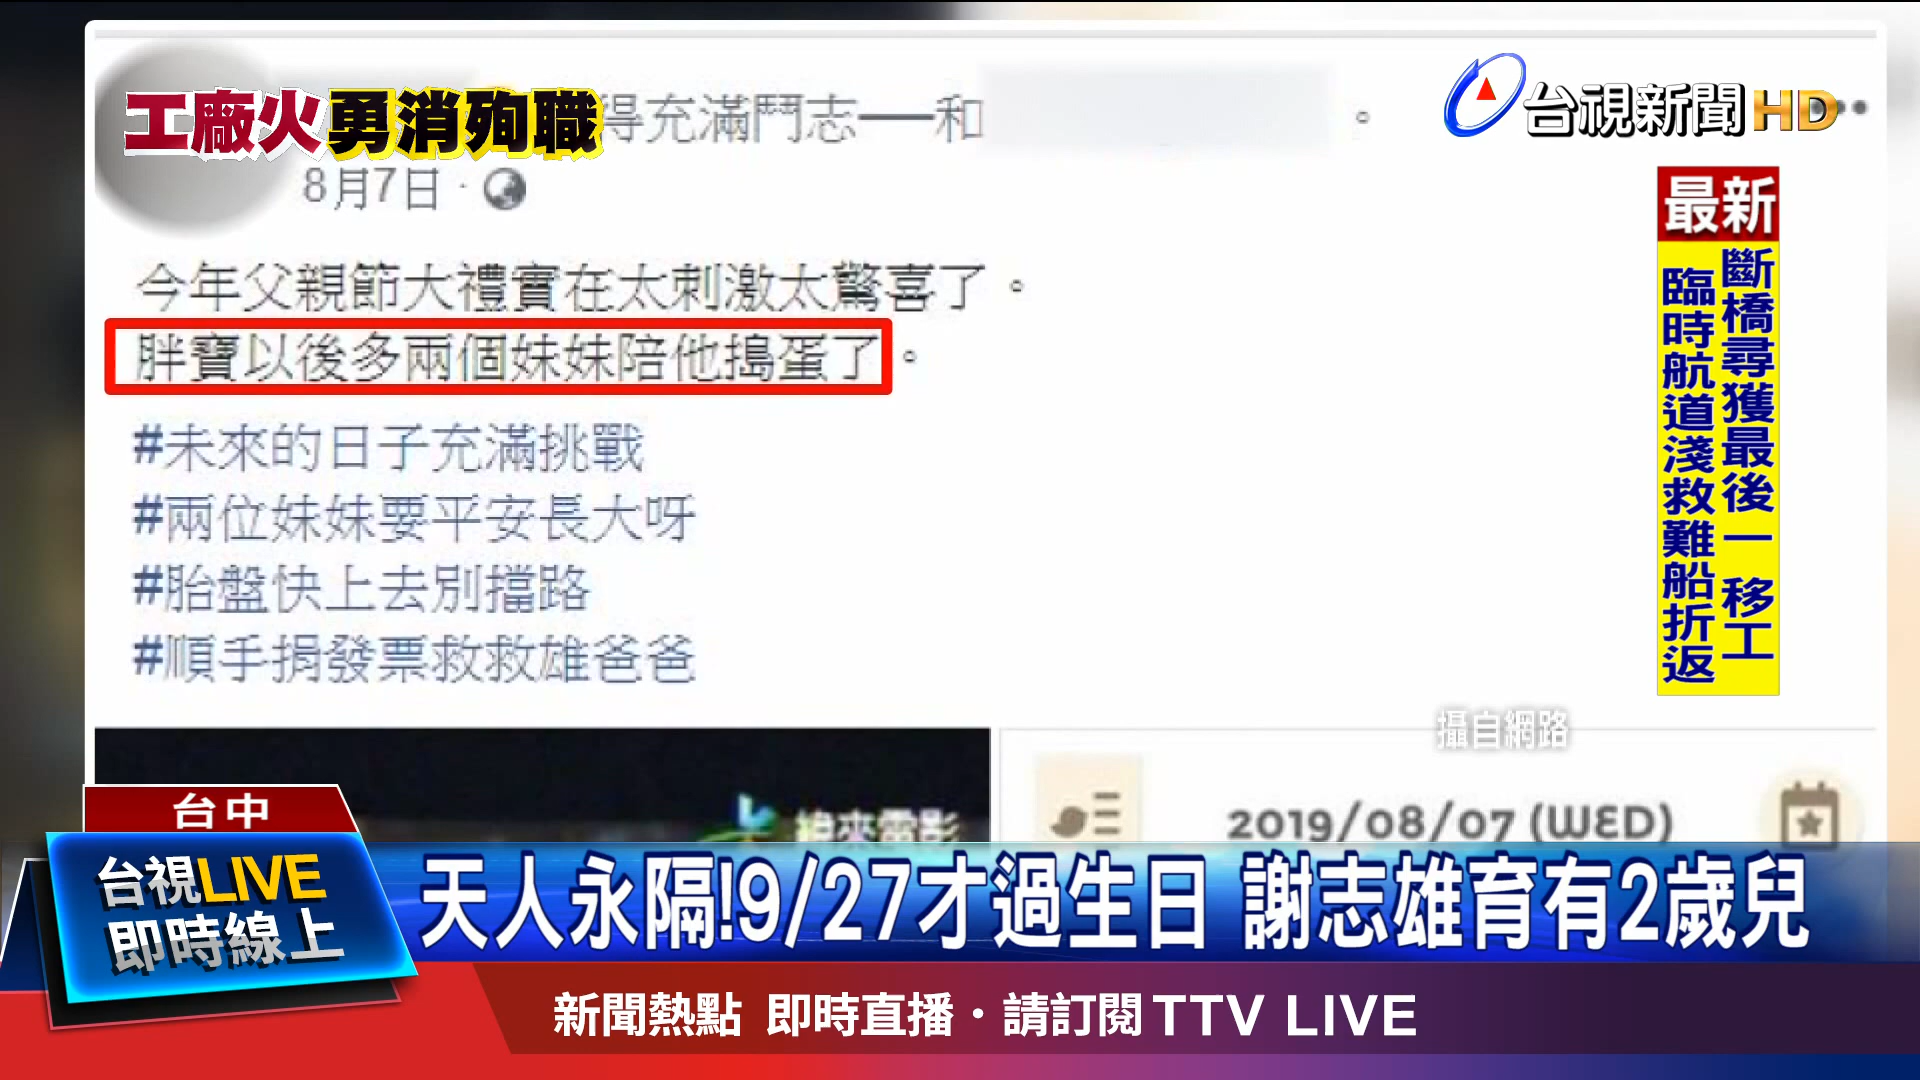 工廠火勇消殉職
得充滿鬥志——和
。
台視新聞HD
8月7日
今年父親節大禮實在太刺激太驚喜了。
胖寶以後多兩個妹妹陪他搗蛋了。
#未來的日子充滿挑戰
#兩位妹妹要平安長大呀
#胎盤快上去別擋路
#順手捐發票救救雄爸爸
最新
斷橋尋獲最後一移工
臨時航道淺救難船折返
攝自網路
2019/08/07 (WED)
台中
台視LIVE
即時線上
天人永隔!9/27才過生日 謝志雄育有2歲兒
新聞熱點 即時直播・請訂閱TTV LIVE